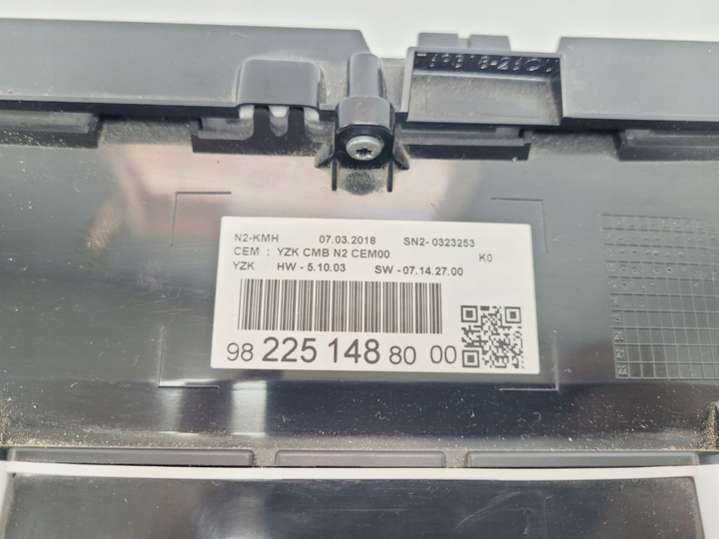 N2-KMH 07.03.2018 SN2- 0323253
CEM : YZK CMB N2 CEM00 K0
YZK HW - 5.10.03 SW - 07.14.27.00
98 225 148 80 00